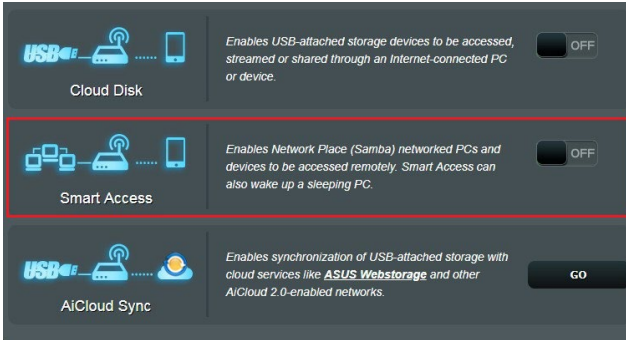 USB
Cloud Disk
Enables USB-attached storage devices to be accessed,
streamed or shared through an Internet-connected PC
or device.
OFF
Smart Access
Enables Network Place (Samba) networked PCs and
devices to be accessed remotely. Smart Access can
also wake up a sleeping PC.
OFF
USB
AiCloud Sync
Enables synchronization of USB-attached storage with
cloud services like ASUS Webstorage and other
AiCloud 2.0-enabled networks.
GO